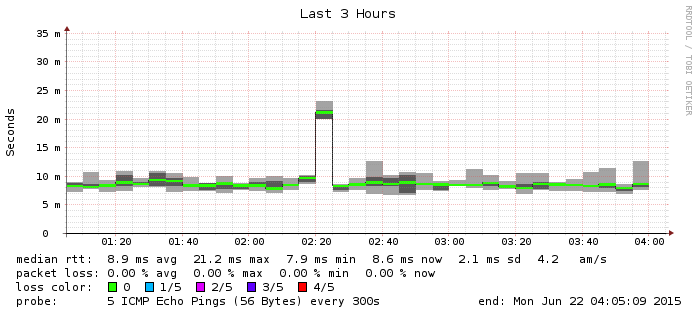 Last 3 Hours
RRDTOOL / TOBI OETIKER
Seconds
35 m
30 m
25 m
20 m
15 m
10 m
5 m
0
01:20 01:40 02:00 02:20 02:40 03:00 03:20 03:40 04:00
median rtt: 8.9 ms avg 21.2 ms max 7.9 ms min 8.6 ms now 2.1 ms sd 4.2 am/s
packet loss: 0.00 % avg 0.00 % max 0.00 % min 0.00 % now
loss color: 0 1/5 2/5 3/5 4/5
probe: 5 ICMP Echo Pings (56 Bytes) every 300s end: Mon Jun 22 04:05:09 2015